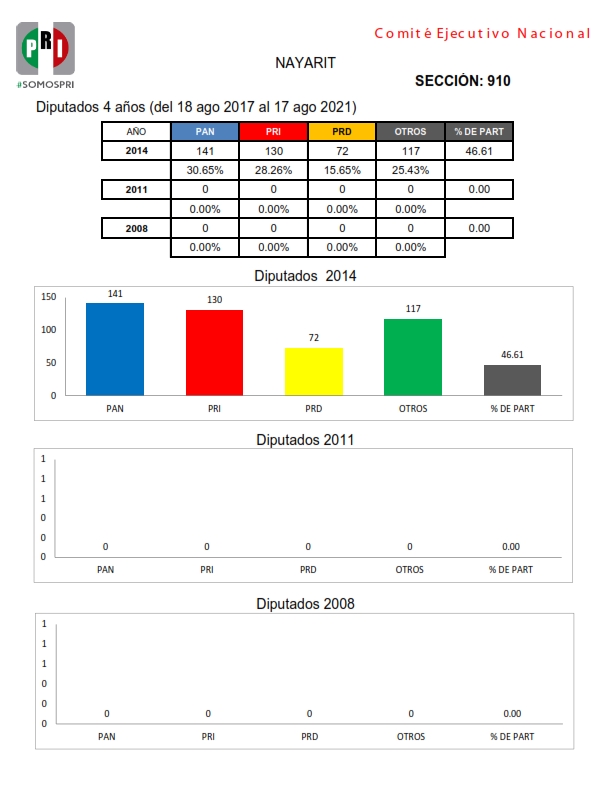 Comité Ejecutivo Nacional
PRI
#SOMOSPRI
NAYARIT
SECCIÓN: 910
Diputados 4 años (del 18 ago 2017 al 17 ago 2021)
AÑO PAN PRI PRD OTROS % DE PART
2014 141 130 72 117 46.61
30.65% 28.26% 15.65% 25.43%
2011 0 0 0 0 0.00
0.00% 0.00% 0.00% 0.00%
2008 0 0 0 0 0.00
0.00% 0.00% 0.00% 0.00%
Diputados 2014
150
100
50
0
141 130 72 117 46.61
PAN PRI PRD OTROS % DE PART
Diputados 2011
1
1
1
0
0
0
0 0 0 0 0.00
PAN PRI PRD OTROS % DE PART
Diputados 2008
1
1
1
0
0
0
0 0 0 0 0.00
PAN PRI PRD OTROS % DE PART